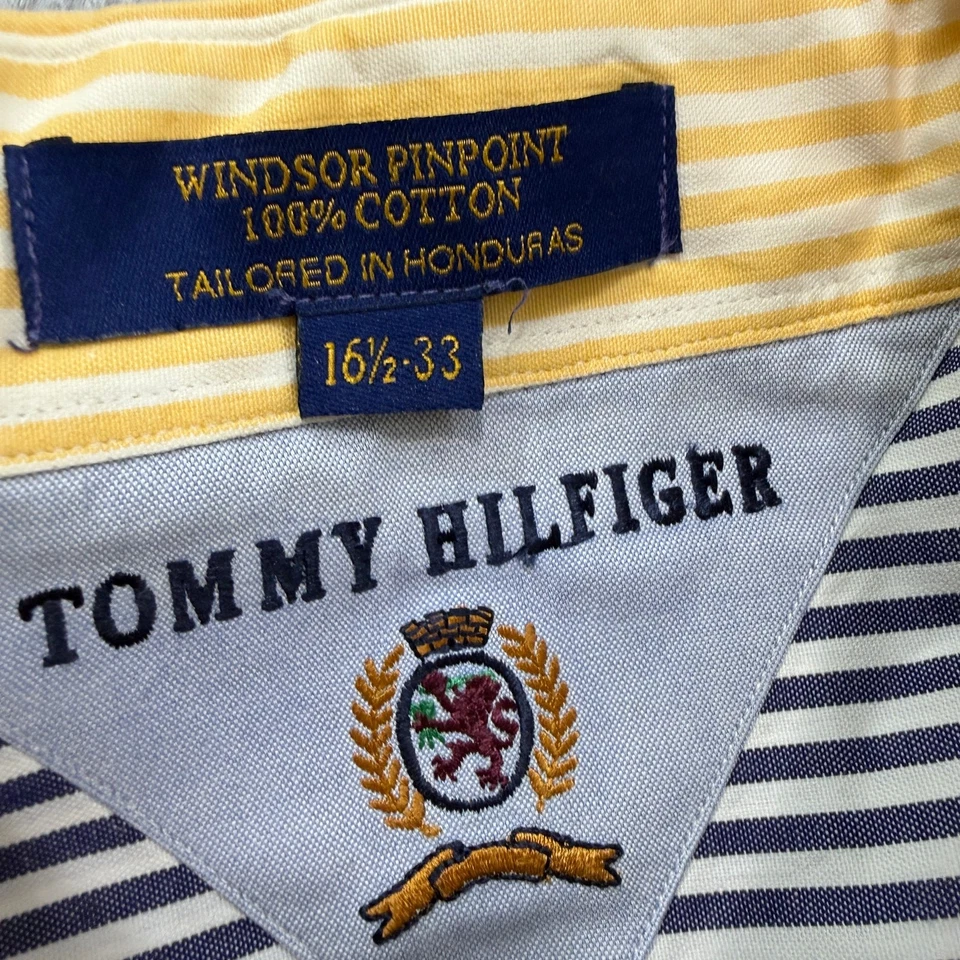 WINDSOR PINPOINT
100% COTTON
TAILORED IN HONDURAS
16½·33
TOMMY HILFIGER